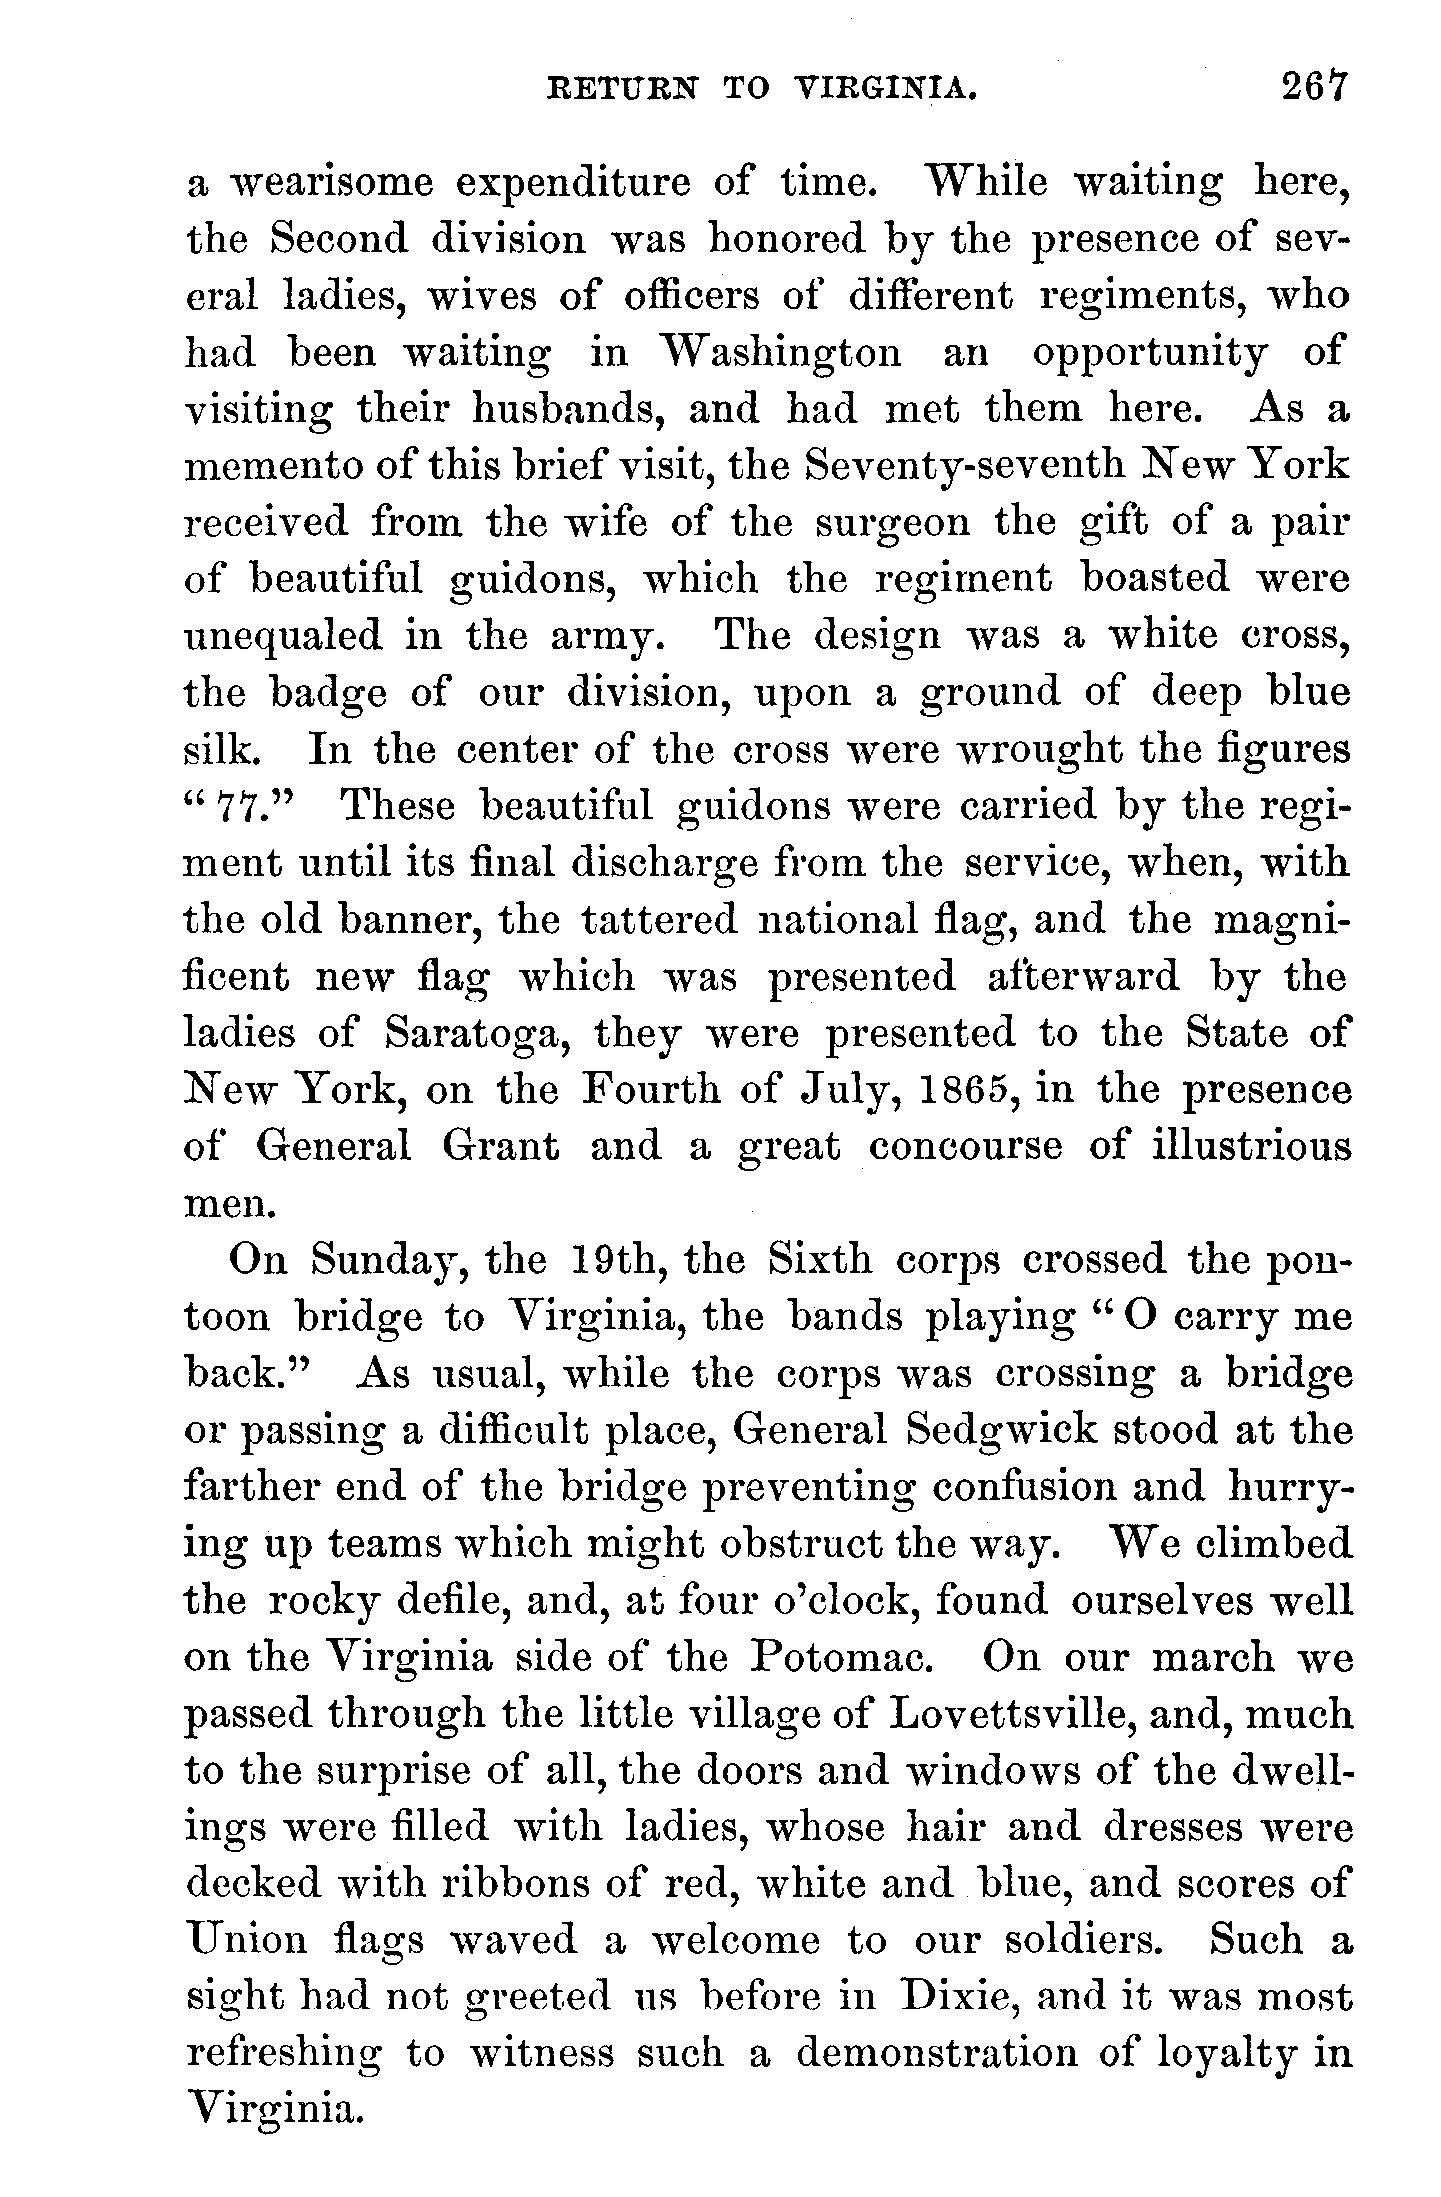 RETURN TO VIRGINIA. 267
a wearisome expenditure of time. While waiting here,
the Second division was honored by the presence of sev-
eral ladies, wives of officers of different regiments, who
had been waiting in Washington an opportunity of
visiting their husbands, and had met them here. As a
memento of this brief visit, the Seventy-seventh New York
received from the wife of the surgeon the gift of a pair
of beautiful guidons, which the regiment boasted were
unequaled in the army. The design was a white cross,
the badge of our division, upon a ground of deep blue
silk. In the center of the cross were wrought the figures
“ 77.” These beautiful guidons were carried by the regi-
ment until its final discharge from the service, when, with
the old banner, the tattered national flag, and the magni-
ficent new flag which was presented afterward by the
ladies of Saratoga, they were presented to the State of
New York, on the Fourth of July, 1865, in the presence
of General Grant and a great concourse of illustrious
men.
On Sunday, the 19th, the Sixth corps crossed the pon-
toon bridge to Virginia, the bands playing “ O carry me
back.” As usual, while the corps was crossing a bridge
or passing a difficult place, General Sedgwick stood at the
farther end of the bridge preventing confusion and hurry-
ing up teams which might obstruct the way. We climbed
the rocky defile, and, at four o’clock, found ourselves well
on the Virginia side of the Potomac. On our march we
passed through the little village of Lovettsville, and, much
to the surprise of all, the doors and windows of the dwell-
ings were filled with ladies, whose hair and dresses were
decked with ribbons of red, white and blue, and scores of
Union flags waved a welcome to our soldiers. Such a
sight had not greeted us before in Dixie, and it was most
refreshing to witness such a demonstration of loyalty in
Virginia.